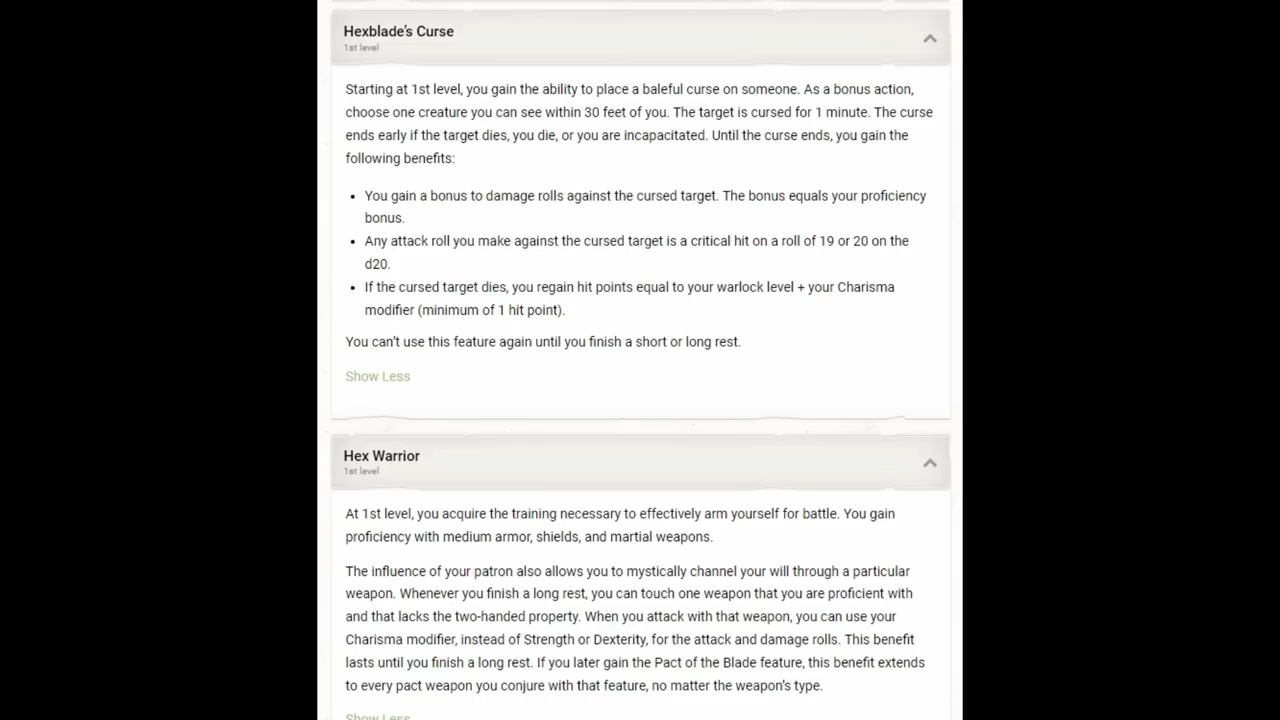 Hexblade’s Curse
1st level
Starting at 1st level, you gain the ability to place a baleful curse on someone. As a bonus action,
choose one creature you can see within 30 feet of you. The target is cursed for 1 minute. The curse
ends early if the target dies, you die, or you are incapacitated. Until the curse ends, you gain the
following benefits:
• You gain a bonus to damage rolls against the cursed target. The bonus equals your proficiency
bonus.
• Any attack roll you make against the cursed target is a critical hit on a roll of 19 or 20 on the
d20.
• If the cursed target dies, you regain hit points equal to your warlock level + your Charisma
modifier (minimum of 1 hit point).
You can’t use this feature again until you finish a short or long rest.
Show Less
Hex Warrior
1st level
At 1st level, you acquire the training necessary to effectively arm yourself for battle. You gain
proficiency with medium armor, shields, and martial weapons.
The influence of your patron also allows you to mystically channel your will through a particular
weapon. Whenever you finish a long rest, you can touch one weapon that you are proficient with
and that lacks the two-handed property. When you attack with that weapon, you can use your
Charisma modifier, instead of Strength or Dexterity, for the attack and damage rolls. This benefit
lasts until you finish a long rest. If you later gain the Pact of the Blade feature, this benefit extends
to every pact weapon you conjure with that feature, no matter the weapon’s type.
Show Less